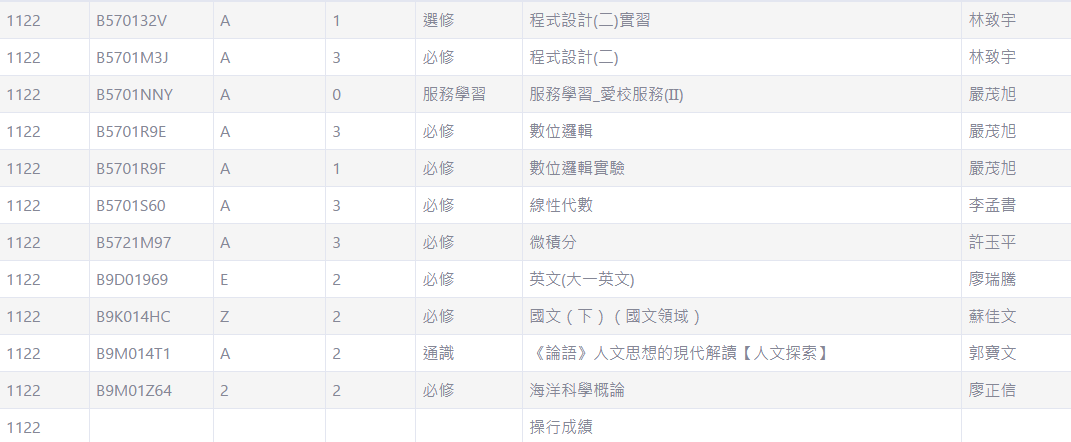 1122 B570132V A 1 選修 程式設計(二)實習 林致宇
1122 B5701M3J A 3 必修 程式設計(二) 林致宇
1122 B5701NNY A 0 服務學習 服務學習_愛校服務(II) 嚴茂旭
1122 B5701R9E A 3 必修 數位邏輯 嚴茂旭
1122 B5701R9F A 1 必修 數位邏輯實驗 嚴茂旭
1122 B5701S60 A 3 必修 線性代數 李孟書
1122 B5721M97 A 3 必修 微積分 許玉平
1122 B9D01969 E 2 必修 英文(大一英文) 廖瑞騰
1122 B9K014HC Z 2 必修 國文（下）（國文領域） 蘇佳文
1122 B9M014T1 A 2 通識 《論語》人文思想的現代解讀【人文探索】 郭寶文
1122 B9M01Z64 2 2 必修 海洋科學概論 廖正信
1122 操行成績